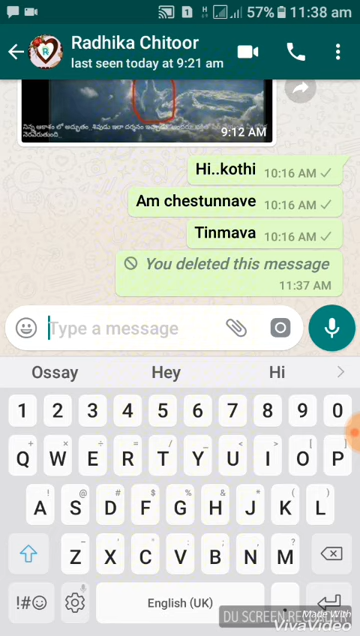 57% 11:38 am
Radhika Chitoor
last seen today at 9:21 am
9:12 AM
Hi..kothi 10:16 AM
Am chestunnave 10:16 AM
Tinmava 10:16 AM
You deleted this message
11:37 AM
Type a message
Ossay Hey Hi
1 2 3 4 5 6 7 8 9 0
Q W E R T Y U I O P
A S D F G H J K L
Z X C V B N M
!#☺ English (UK) .
DU SCREEN RECORDER
Made With
VivaVideo